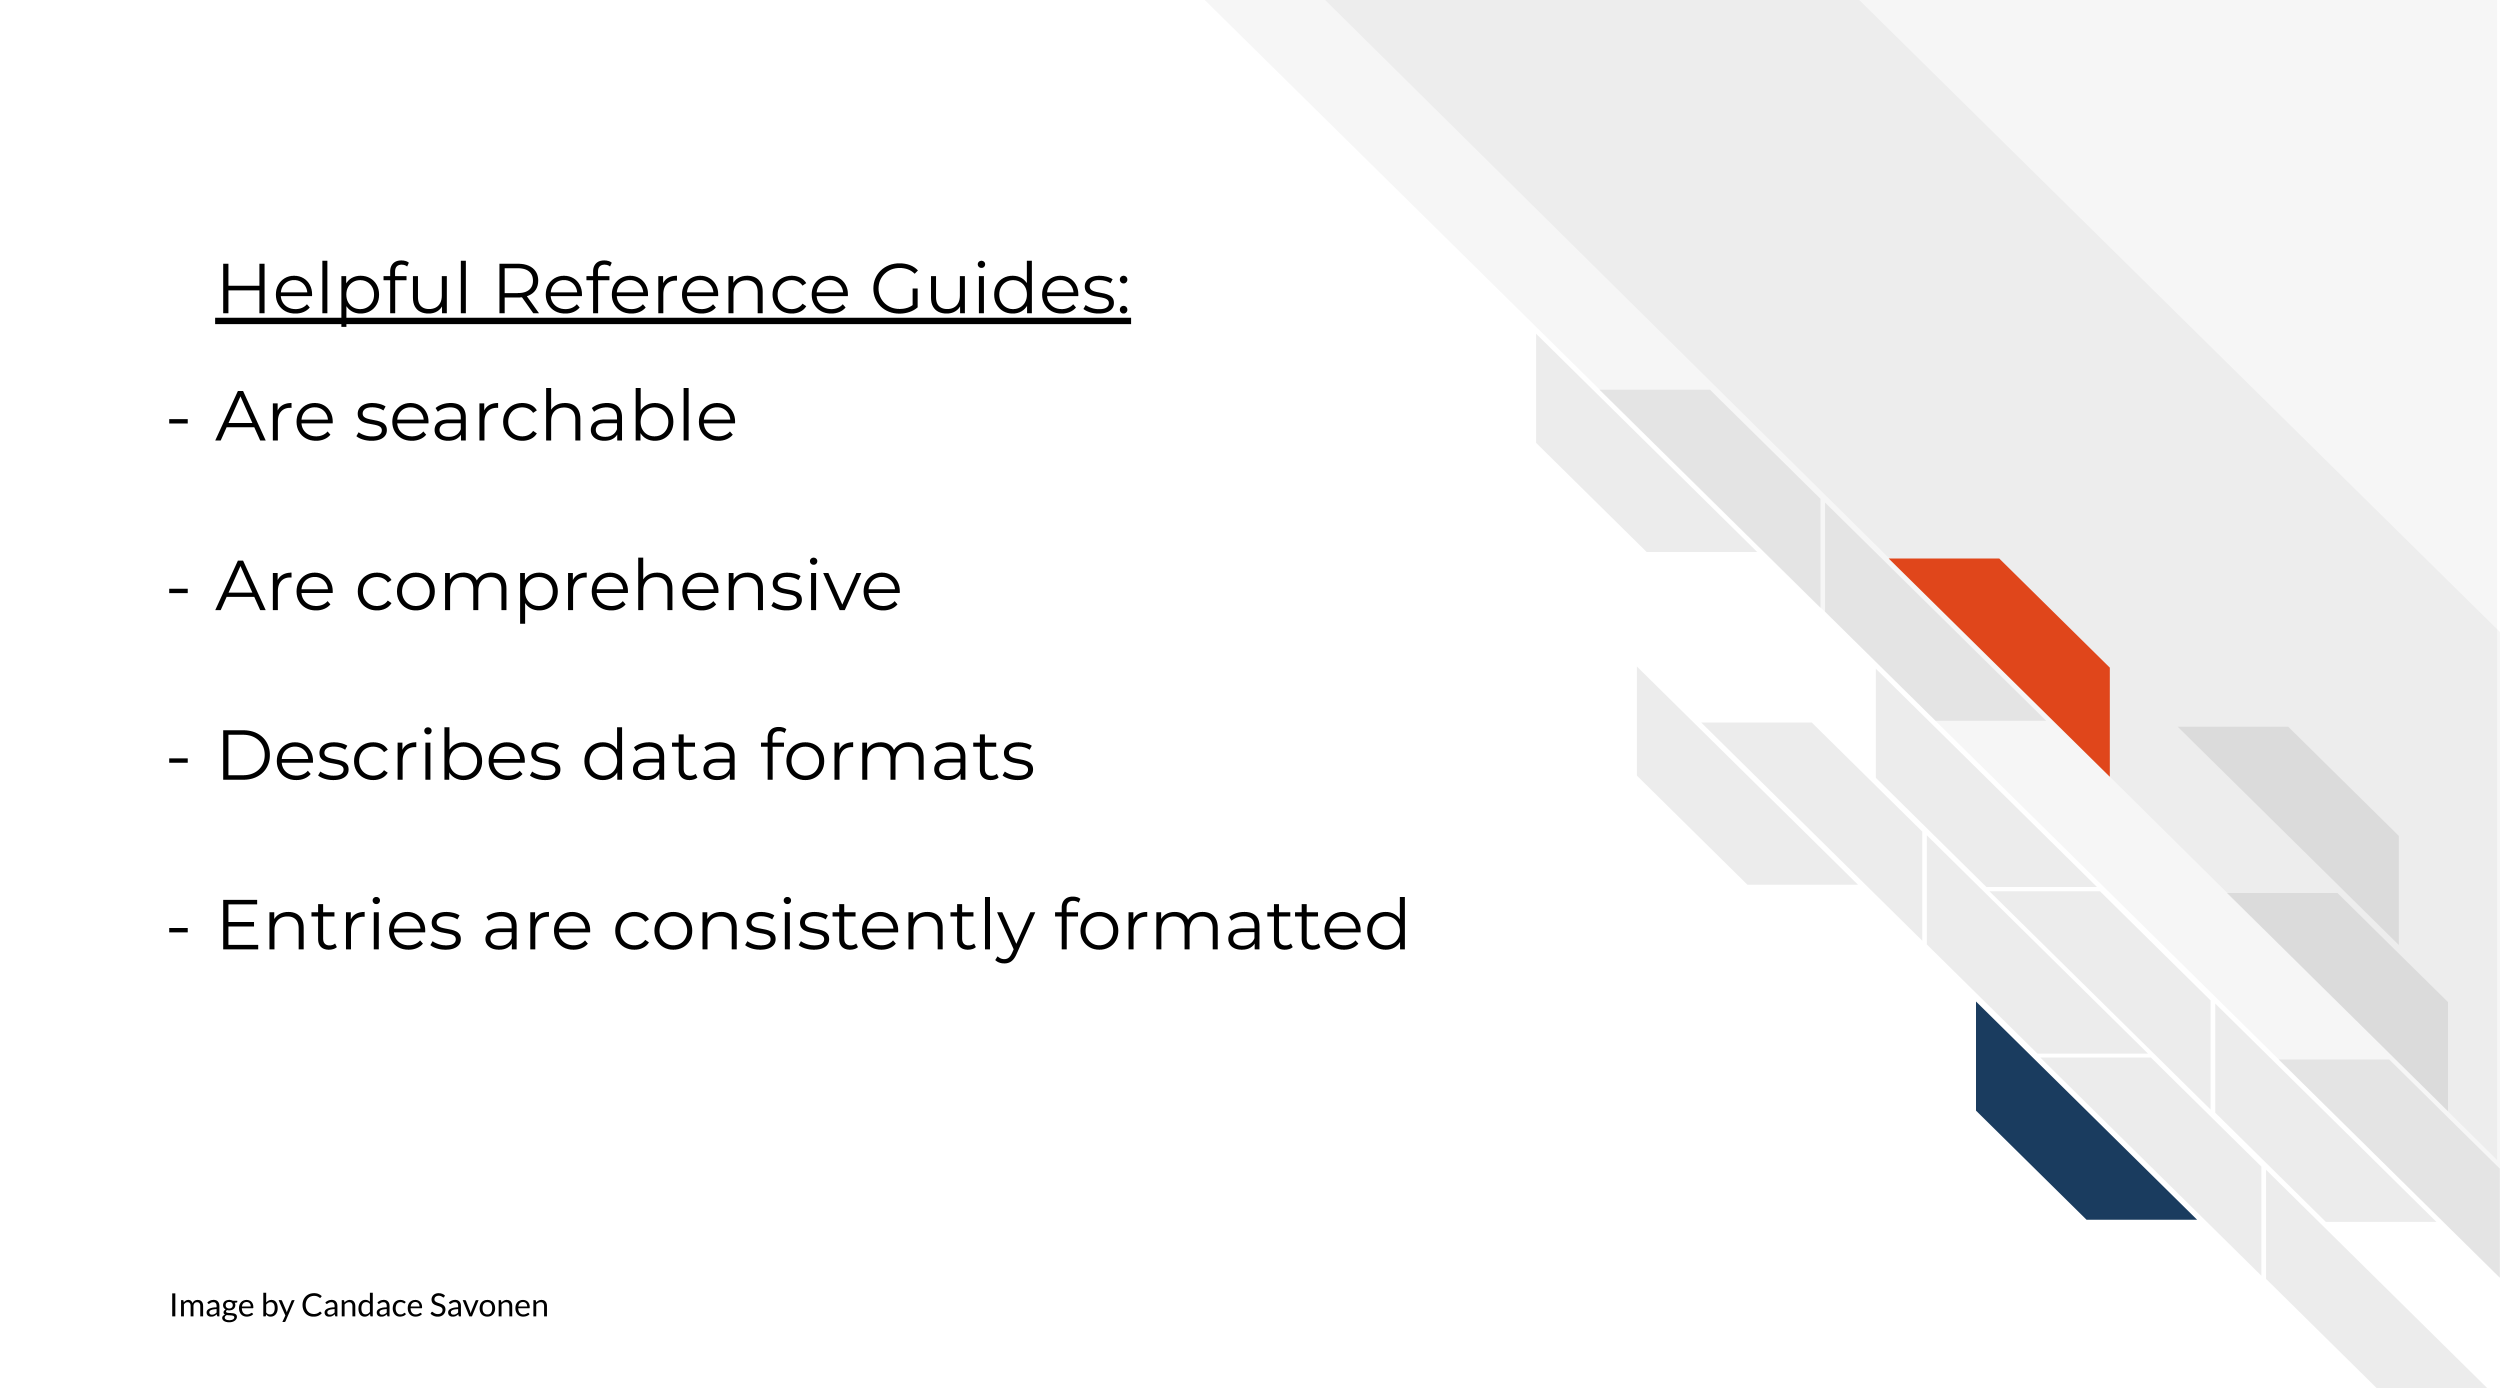 Helpful Reference Guides:
- Are searchable
- Are comprehensive
- Describes data formats
- Entries are consistently formatted
Image by Candace Savonen